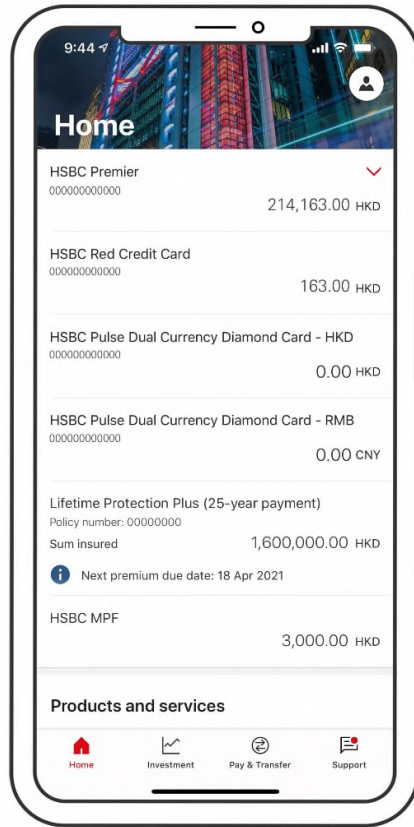 9:44
Home
HSBC Premier
000000000000
214,163.00 HKD
HSBC Red Credit Card
000000000000
163.00 HKD
HSBC Pulse Dual Currency Diamond Card - HKD
000000000000
0.00 HKD
HSBC Pulse Dual Currency Diamond Card - RMB
000000000000
0.00 CNY
Lifetime Protection Plus (25-year payment)
Policy number: 00000000
Sum insured 1,600,000.00 HKD
Next premium due date: 18 Apr 2021
HSBC MPF
3,000.00 HKD
Products and services
Home Investment Pay & Transfer Support